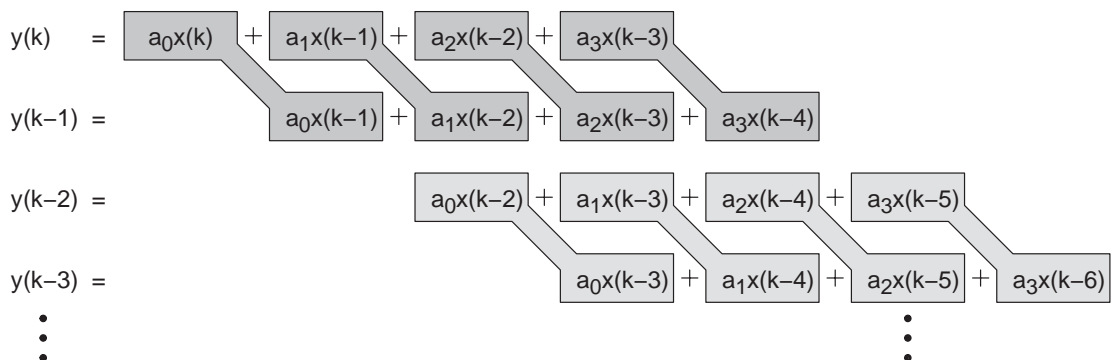 y(k) = a₀x(k) + a₁x(k−1) + a₂x(k−2) + a₃x(k−3)
y(k−1) = a₀x(k−1) + a₁x(k−2) + a₂x(k−3) + a₃x(k−4)
y(k−2) = a₀x(k−2) + a₁x(k−3) + a₂x(k−4) + a₃x(k−5)
y(k−3) = a₀x(k−3) + a₁x(k−4) + a₂x(k−5) + a₃x(k−6)